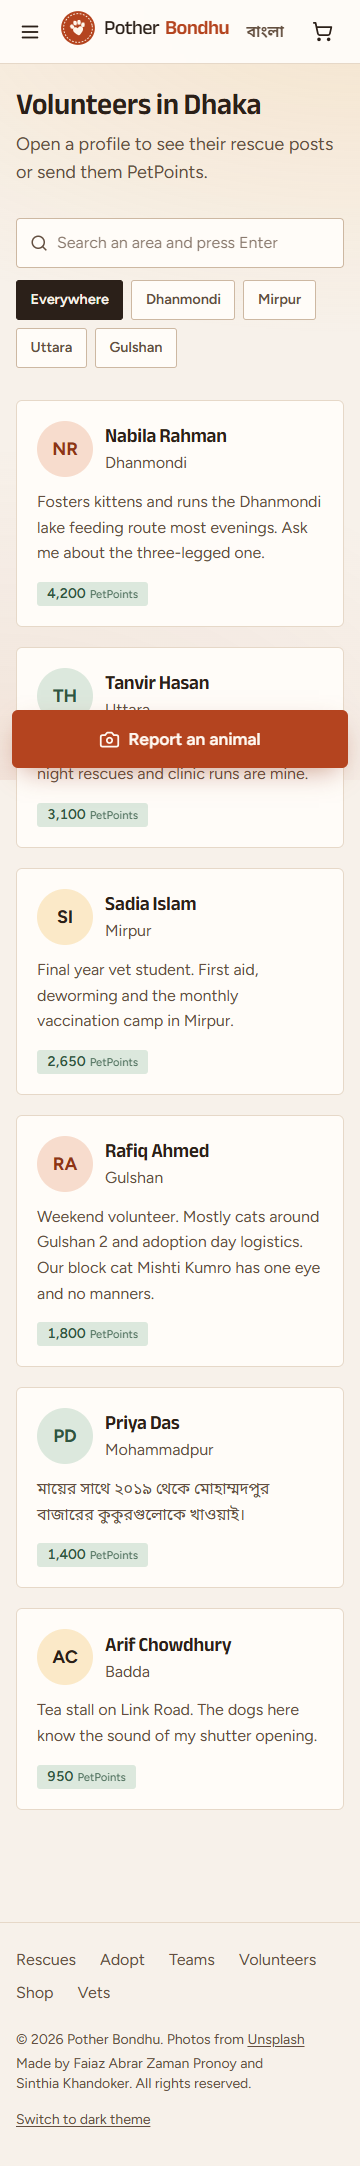 Pother Bondhu
বাংলা
Volunteers in Dhaka
Open a profile to see their rescue posts
or send them PetPoints.
Search an area and press Enter
Everywhere
Dhanmondi
Mirpur
Uttara
Gulshan
NR
Nabila Rahman
Dhanmondi
Fosters kittens and runs the Dhanmondi
lake feeding route most evenings. Ask
me about the three-legged one.
4,200 PetPoints
TH
Tanvir Hasan
Uttara
Report an animal
night rescues and clinic runs are mine.
3,100 PetPoints
SI
Sadia Islam
Mirpur
Final year vet student. First aid,
deworming and the monthly
vaccination camp in Mirpur.
2,650 PetPoints
RA
Rafiq Ahmed
Gulshan
Weekend volunteer. Mostly cats around
Gulshan 2 and adoption day logistics.
Our block cat Mishti Kumro has one eye
and no manners.
1,800 PetPoints
PD
Priya Das
Mohammadpur
মায়ের সাথে ২০১৯ থেকে মোহাম্মদপুর
বাজারের কুকুরগুলোকে খাওয়াই।
1,400 PetPoints
AC
Arif Chowdhury
Badda
Tea stall on Link Road. The dogs here
know the sound of my shutter opening.
950 PetPoints
Rescues
Adopt
Teams
Volunteers
Shop
Vets
© 2026 Pother Bondhu. Photos from Unsplash
Made by Faiaz Abrar Zaman Pronoy and
Sinthia Khandoker. All rights reserved.
Switch to dark theme